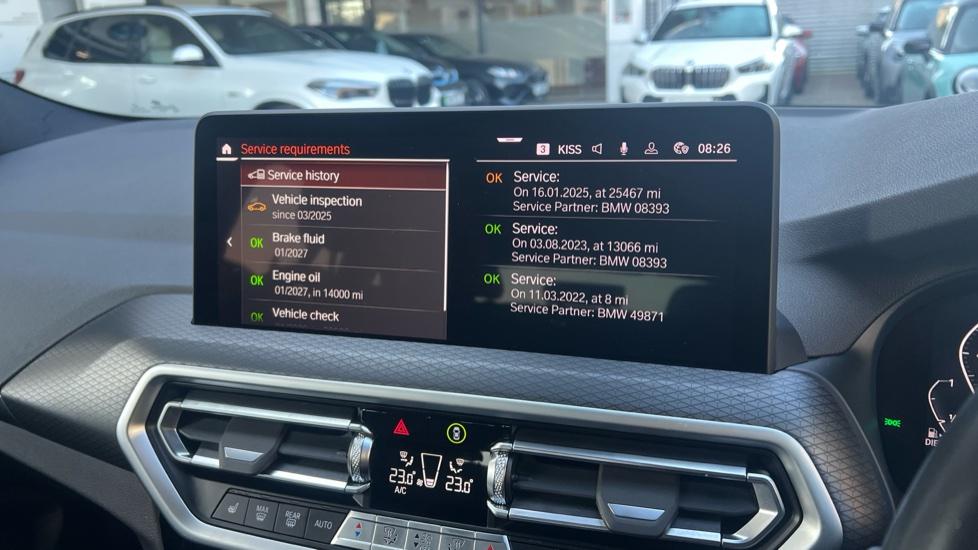 Service requirements
3 KISS 08:26
Service history
Vehicle inspection
since 03/2025
OK Brake fluid
01/2027
OK Engine oil
01/2027, in 14000 mi
OK Vehicle check
OK Service:
On 16.01.2025, at 25467 mi
Service Partner: BMW 08393
OK Service:
On 03.08.2023, at 13066 mi
Service Partner: BMW 08393
OK Service:
On 11.03.2022, at 8 mi
Service Partner: BMW 49871
23.0° 23.0°
A/C
MAX
REAR
AUTO